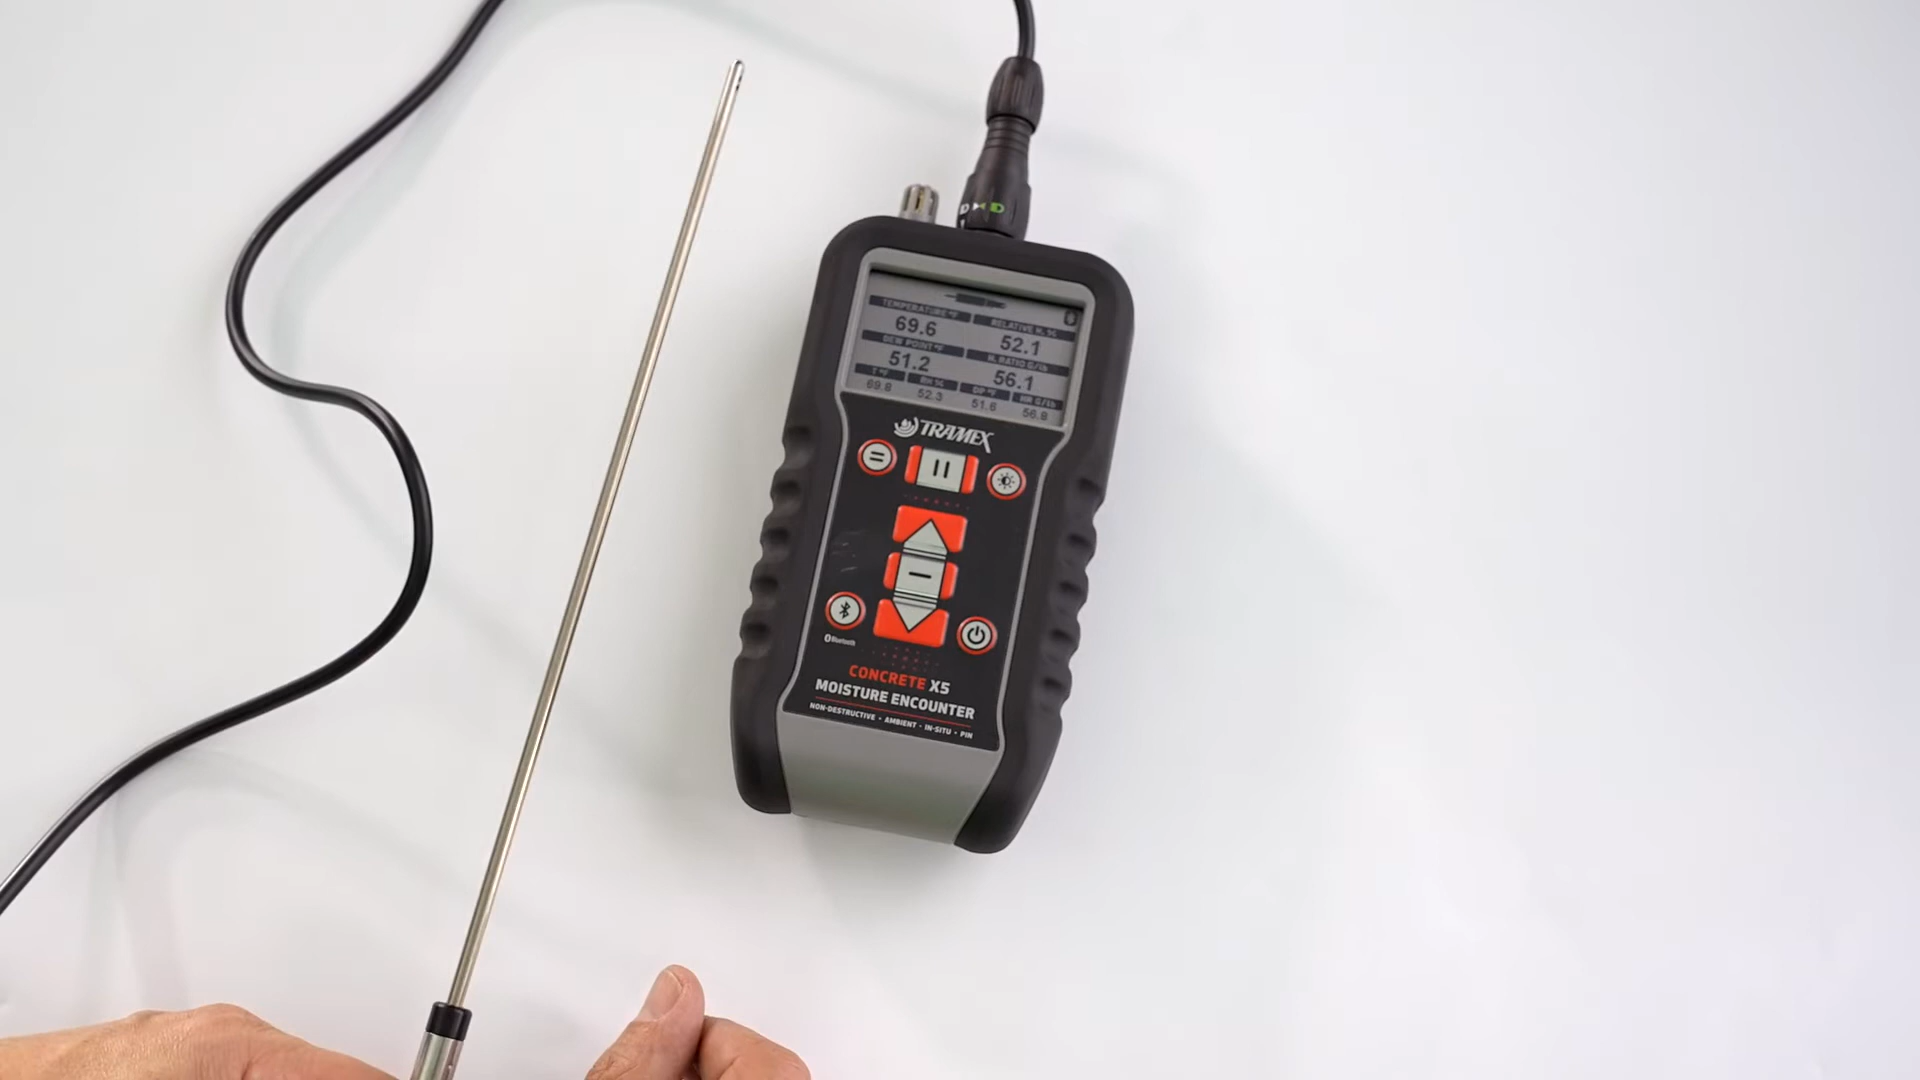 TEMPERATURE °F
RELATIVE H. %
69.6
52.1
DEW POINT °F
H. RATIO G/lb
51.2
56.1
T °F RH % DP °F HR G/lb
69.8 52.3 51.6 56.8
TRAMEX
Bluetooth
CONCRETE X5
MOISTURE ENCOUNTER
NON-DESTRUCTIVE • AMBIENT • IN-SITU • PIN